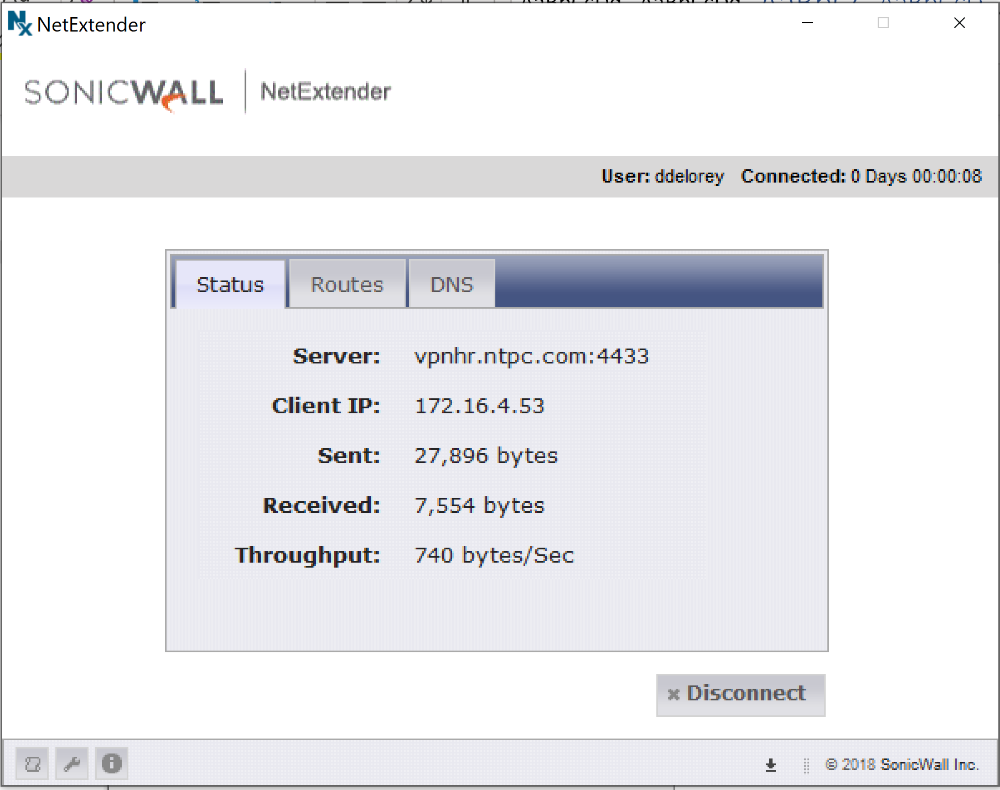 NetExtender
SONICWALL | NetExtender
User: ddelorey Connected: 0 Days 00:00:08
Status Routes DNS
Server: vpnhr.ntpc.com:4433
Client IP: 172.16.4.53
Sent: 27,896 bytes
Received: 7,554 bytes
Throughput: 740 bytes/Sec
Disconnect
© 2018 SonicWall Inc.